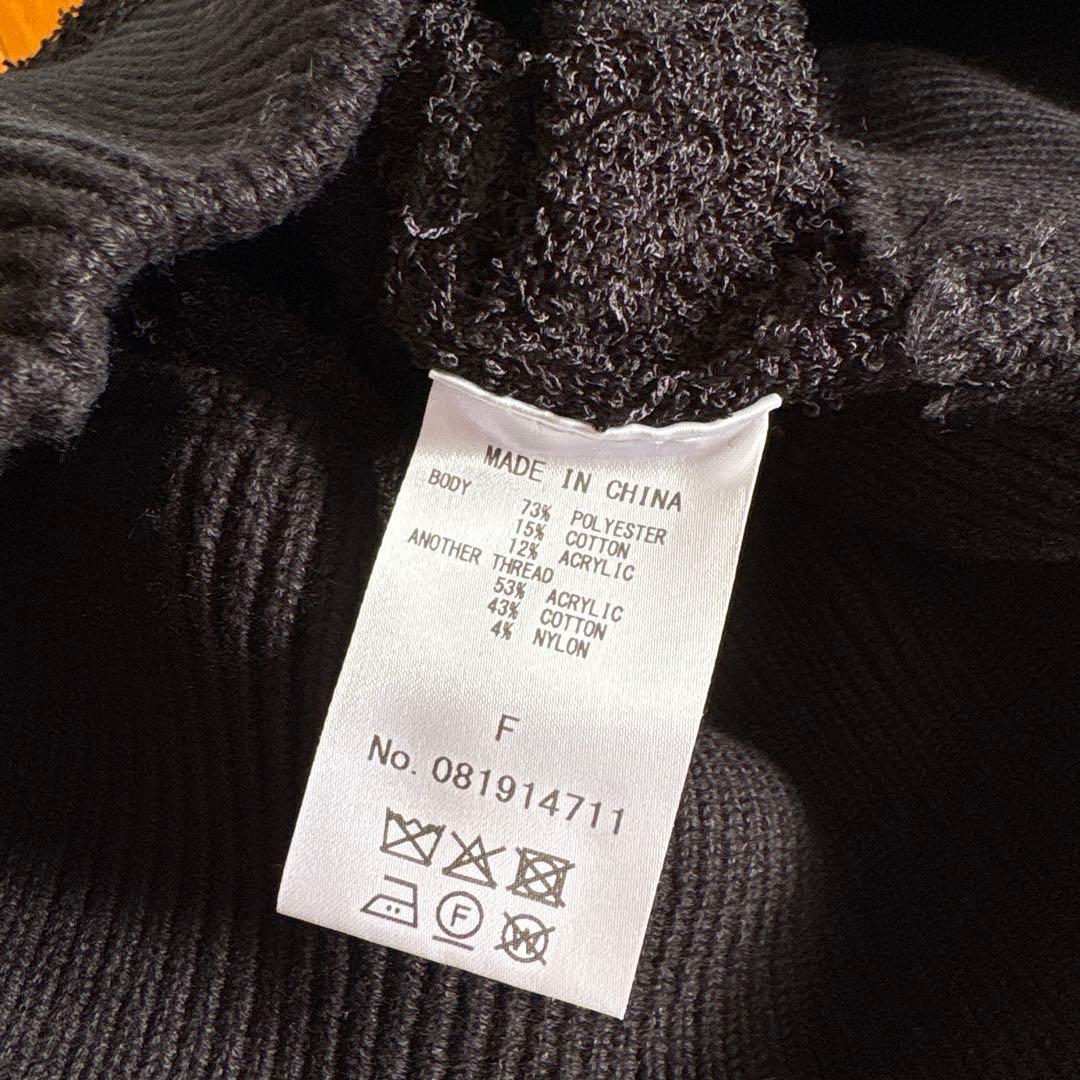 MADE IN CHINA
BODY
73% POLYESTER
15% COTTON
12% ACRYLIC
ANOTHER THREAD
53% ACRYLIC
43% COTTON
4% NYLON
F
No. 081914711
F
W